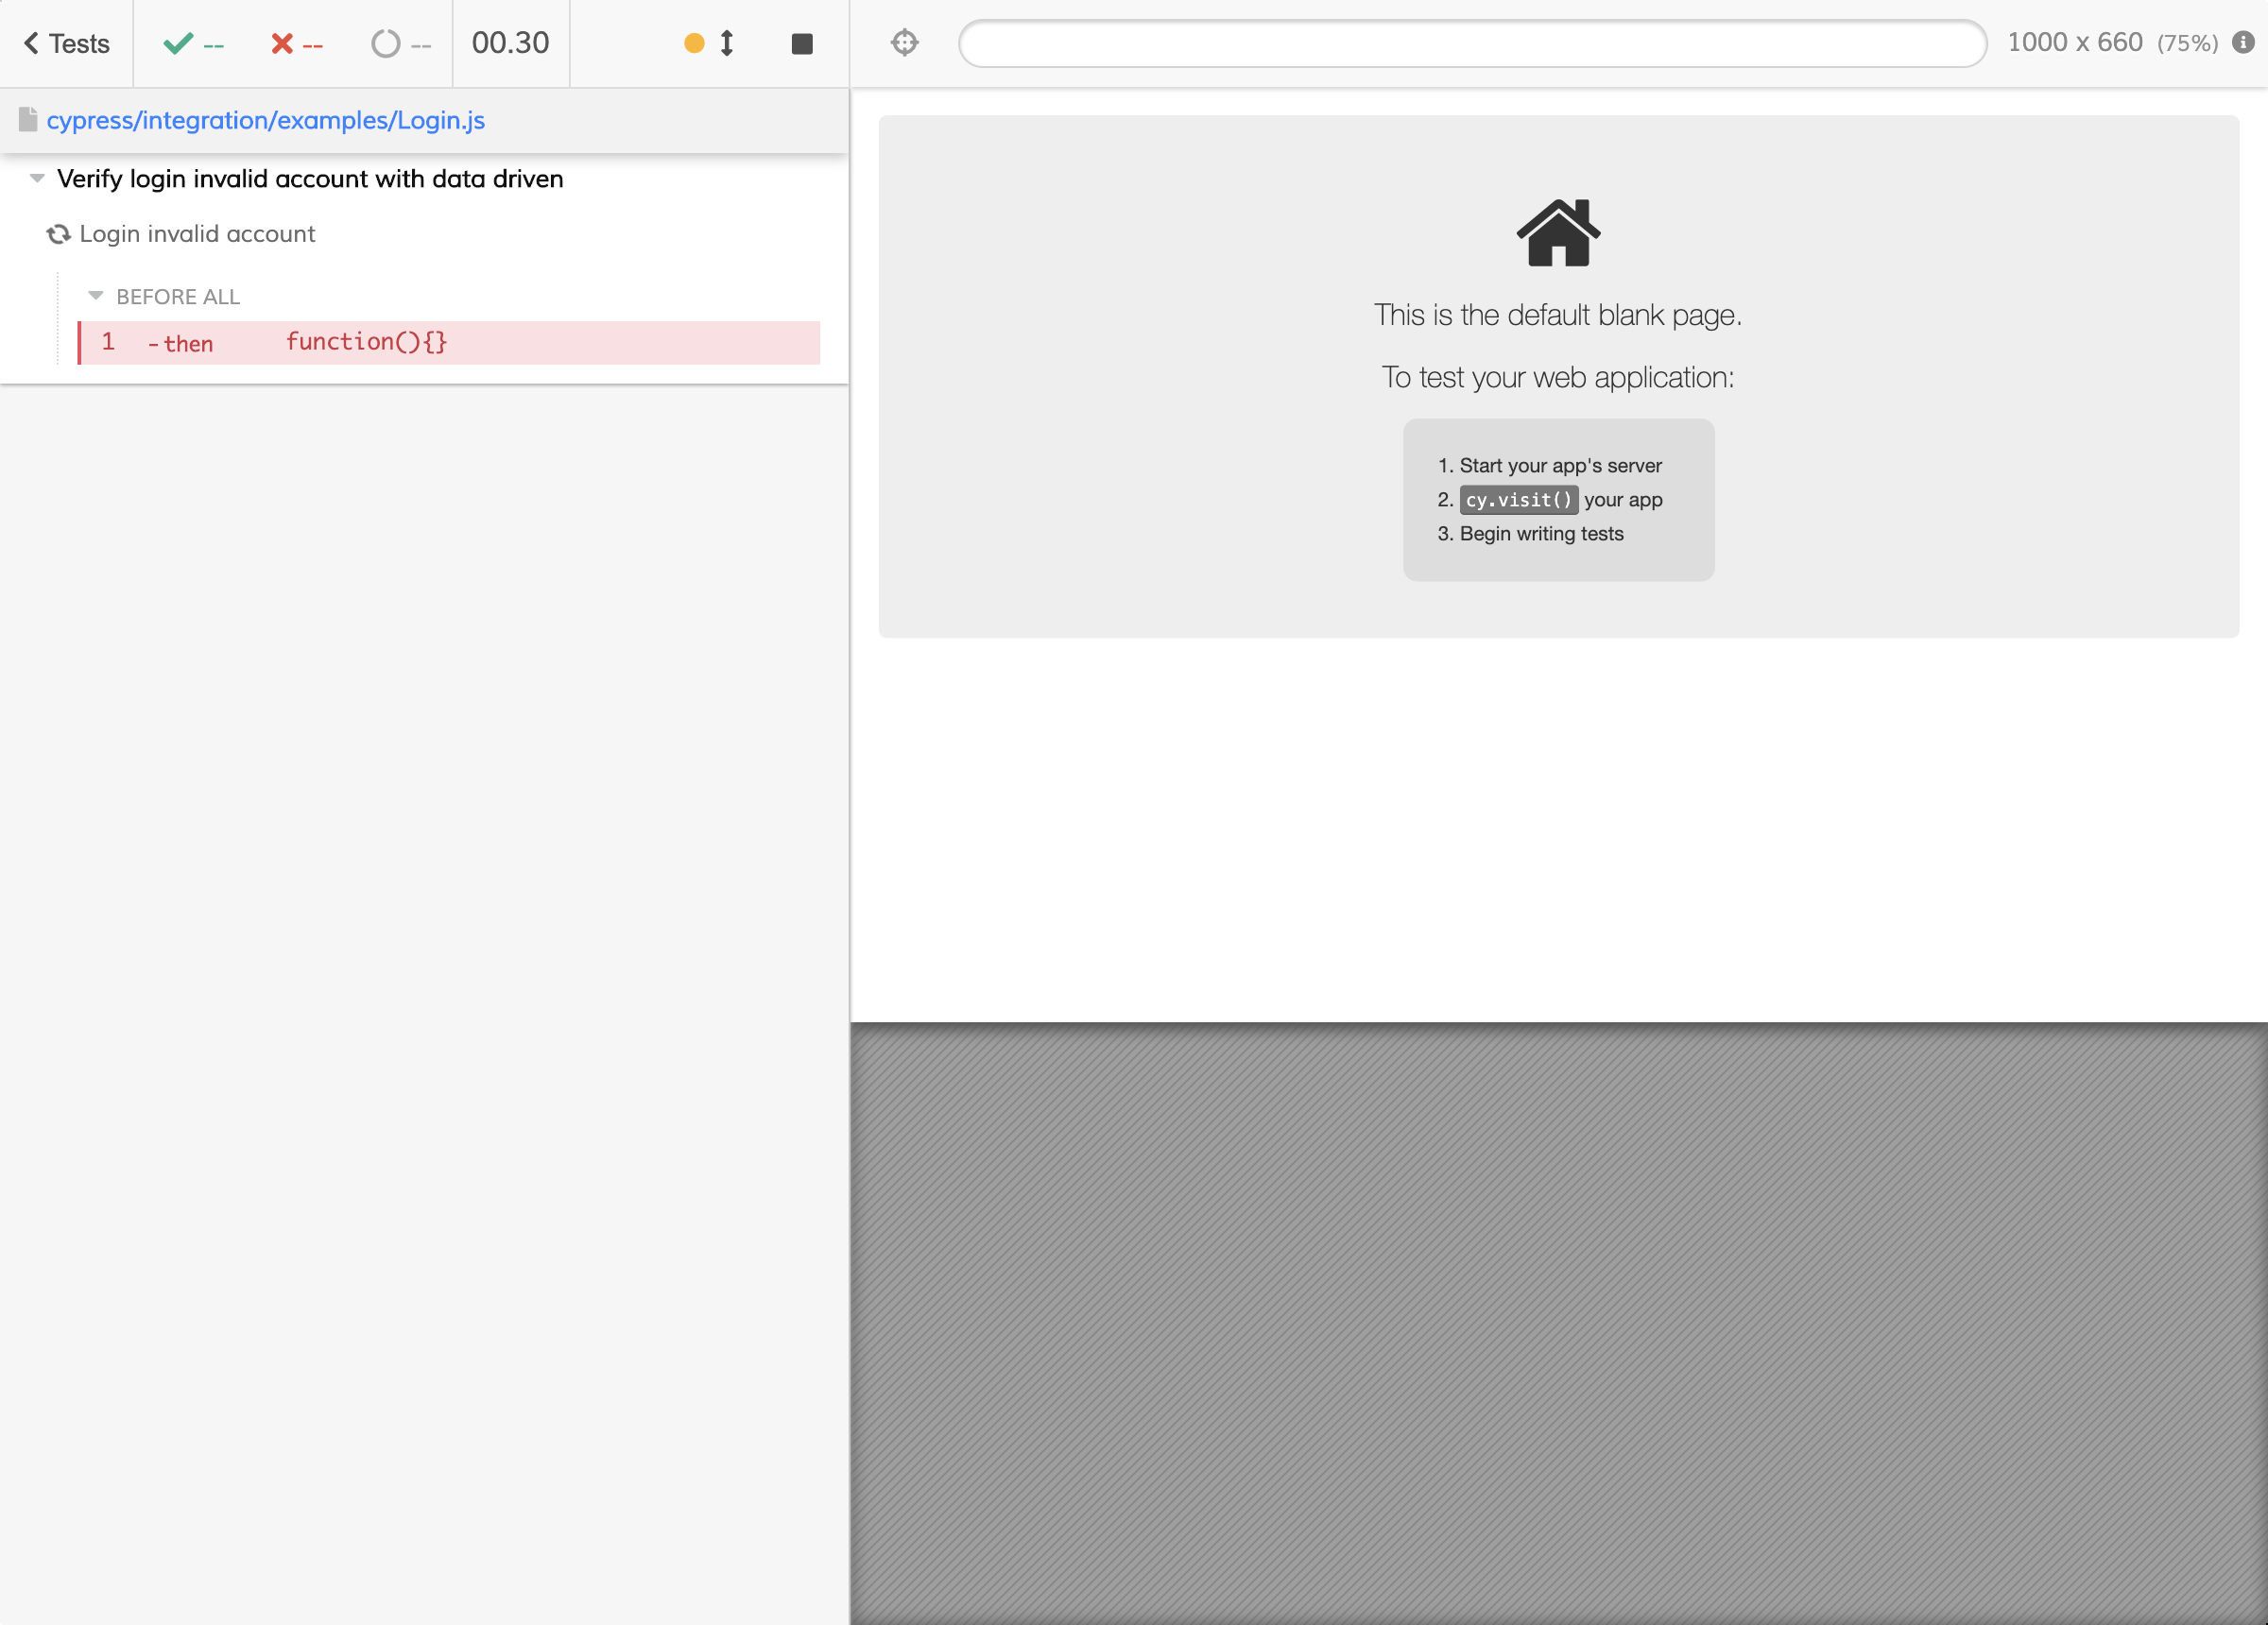 Tests -- -- -- 00.30
cypress/integration/examples/Login.js
Verify login invalid account with data driven
Login invalid account
BEFORE ALL
1 -then function(){}
1000 x 660 (75%)
This is the default blank page.
To test your web application:
1. Start your app's server
2. cy.visit() your app
3. Begin writing tests